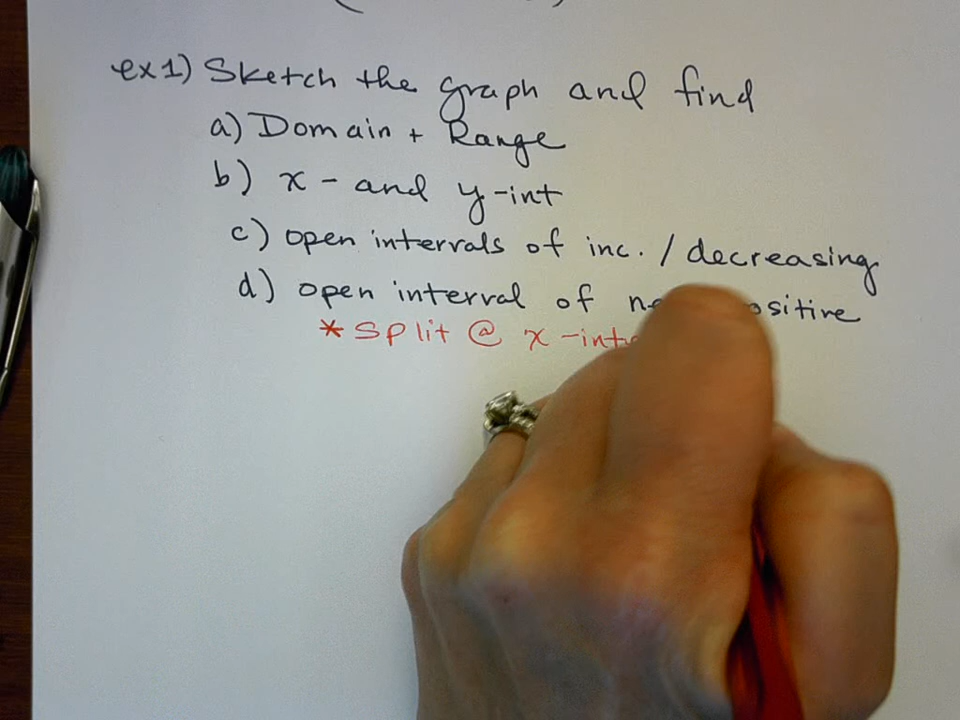 ex1) Sketch the graph and find
a) Domain + Range
b) x - and y-int
c) open intervals of inc. / decreasing
d) open interval of
* Split @ x-int